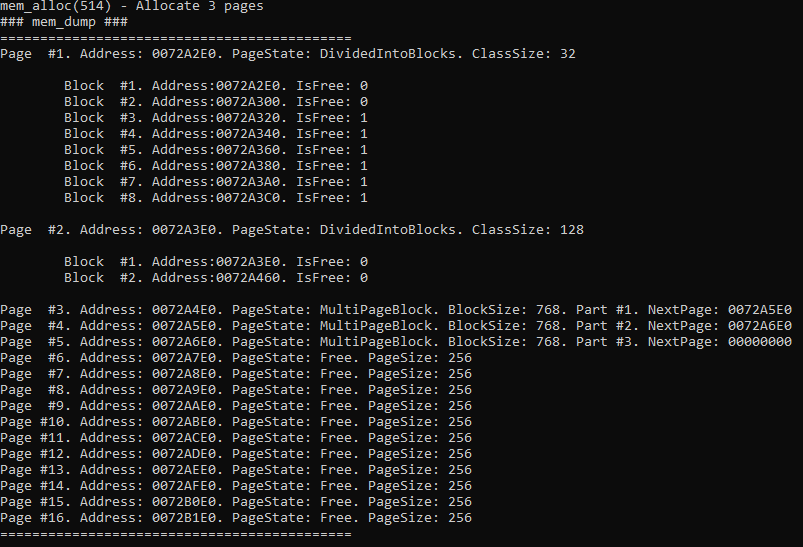 mem_alloc(514) - Allocate 3 pages
### mem_dump ###
============================================
Page  #1. Address: 0072A2E0. PageState: DividedIntoBlocks. ClassSize: 32
Block  #1. Address:0072A2E0. IsFree: 0
Block  #2. Address:0072A300. IsFree: 0
Block  #3. Address:0072A320. IsFree: 1
Block  #4. Address:0072A340. IsFree: 1
Block  #5. Address:0072A360. IsFree: 1
Block  #6. Address:0072A380. IsFree: 1
Block  #7. Address:0072A3A0. IsFree: 1
Block  #8. Address:0072A3C0. IsFree: 1
Page  #2. Address: 0072A3E0. PageState: DividedIntoBlocks. ClassSize: 128
Block  #1. Address:0072A3E0. IsFree: 0
Block  #2. Address:0072A460. IsFree: 0
Page  #3. Address: 0072A4E0. PageState: MultiPageBlock. BlockSize: 768. Part #1. NextPage: 0072A5E0
Page  #4. Address: 0072A5E0. PageState: MultiPageBlock. BlockSize: 768. Part #2. NextPage: 0072A6E0
Page  #5. Address: 0072A6E0. PageState: MultiPageBlock. BlockSize: 768. Part #3. NextPage: 00000000
Page  #6. Address: 0072A7E0. PageState: Free. PageSize: 256
Page  #7. Address: 0072A8E0. PageState: Free. PageSize: 256
Page  #8. Address: 0072A9E0. PageState: Free. PageSize: 256
Page  #9. Address: 0072AAE0. PageState: Free. PageSize: 256
Page #10. Address: 0072ABE0. PageState: Free. PageSize: 256
Page #11. Address: 0072ACE0. PageState: Free. PageSize: 256
Page #12. Address: 0072ADE0. PageState: Free. PageSize: 256
Page #13. Address: 0072AEE0. PageState: Free. PageSize: 256
Page #14. Address: 0072AFE0. PageState: Free. PageSize: 256
Page #15. Address: 0072B0E0. PageState: Free. PageSize: 256
Page #16. Address: 0072B1E0. PageState: Free. PageSize: 256
============================================